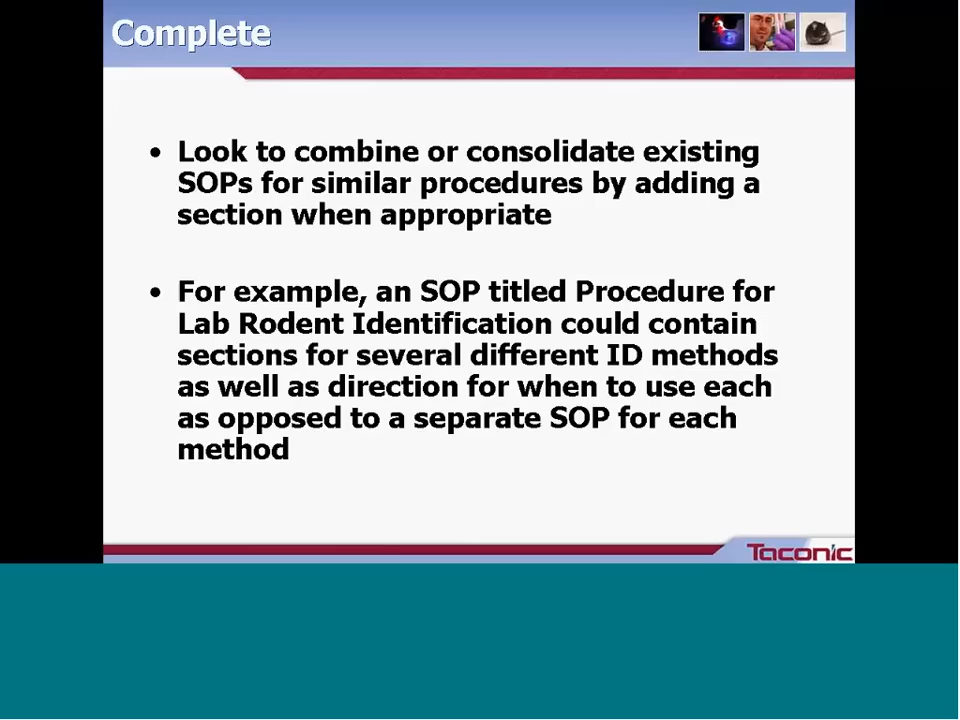 Complete
• Look to combine or consolidate existing
SOPs for similar procedures by adding a
section when appropriate
• For example, an SOP titled Procedure for
Lab Rodent Identification could contain
sections for several different ID methods
as well as direction for when to use each
as opposed to a separate SOP for each
method
Taconic